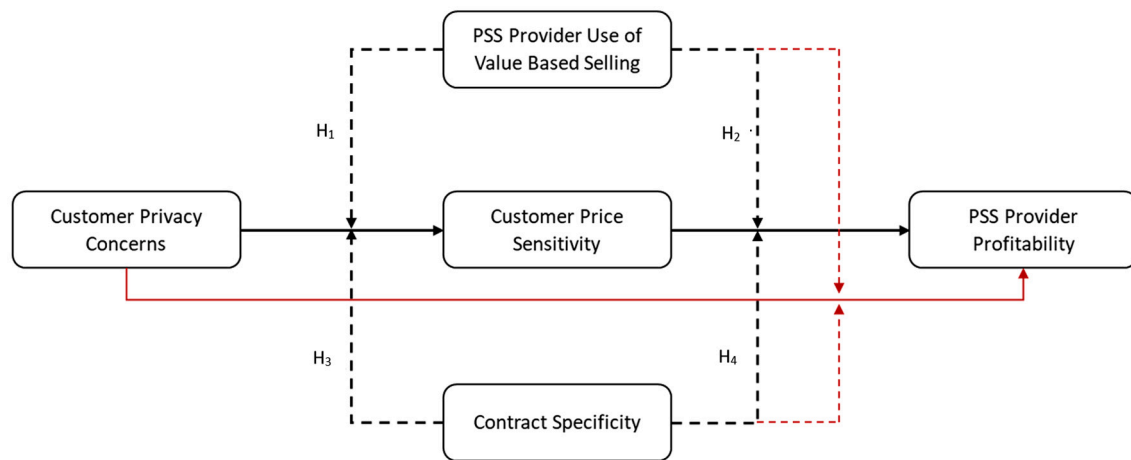 PSS Provider Use of
Value Based Selling
H₁
H₂
Customer Privacy
Concerns
Customer Price
Sensitivity
PSS Provider
Profitability
H₃
H₄
Contract Specificity